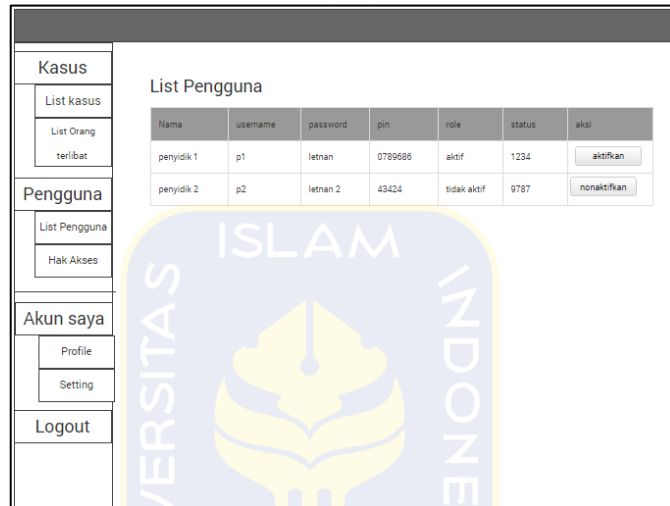 Kasus
List kasus
List Orang
terlibat
Pengguna
List Pengguna
Hak Akses
Akun saya
Profile
Setting
Logout
List Pengguna
Nama username password pin role status aksi
penyidik 1 p1 letnan 0789686 aktif 1234 aktifkan
penyidik 2 p2 letnan 2 43424 tidak aktif 9787 nonaktifkan
ISLAM
VERSITAS
INDONE